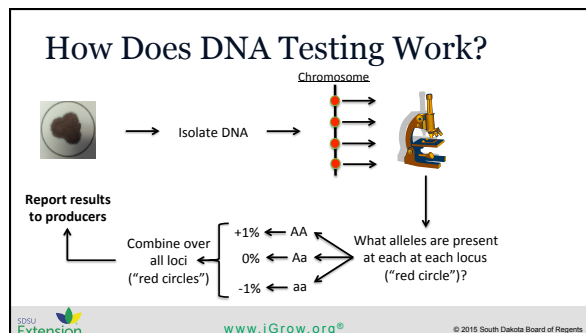 How Does DNA Testing Work?
Chromosome
Isolate DNA
Report results
to producers
Combine over
all loci
("red circles")
+1% AA
0% Aa
-1% aa
What alleles are present
at each at each locus
("red circle")?
SDSU
Extension
www.iGrow.org®
© 2015 South Dakota Board of Regents